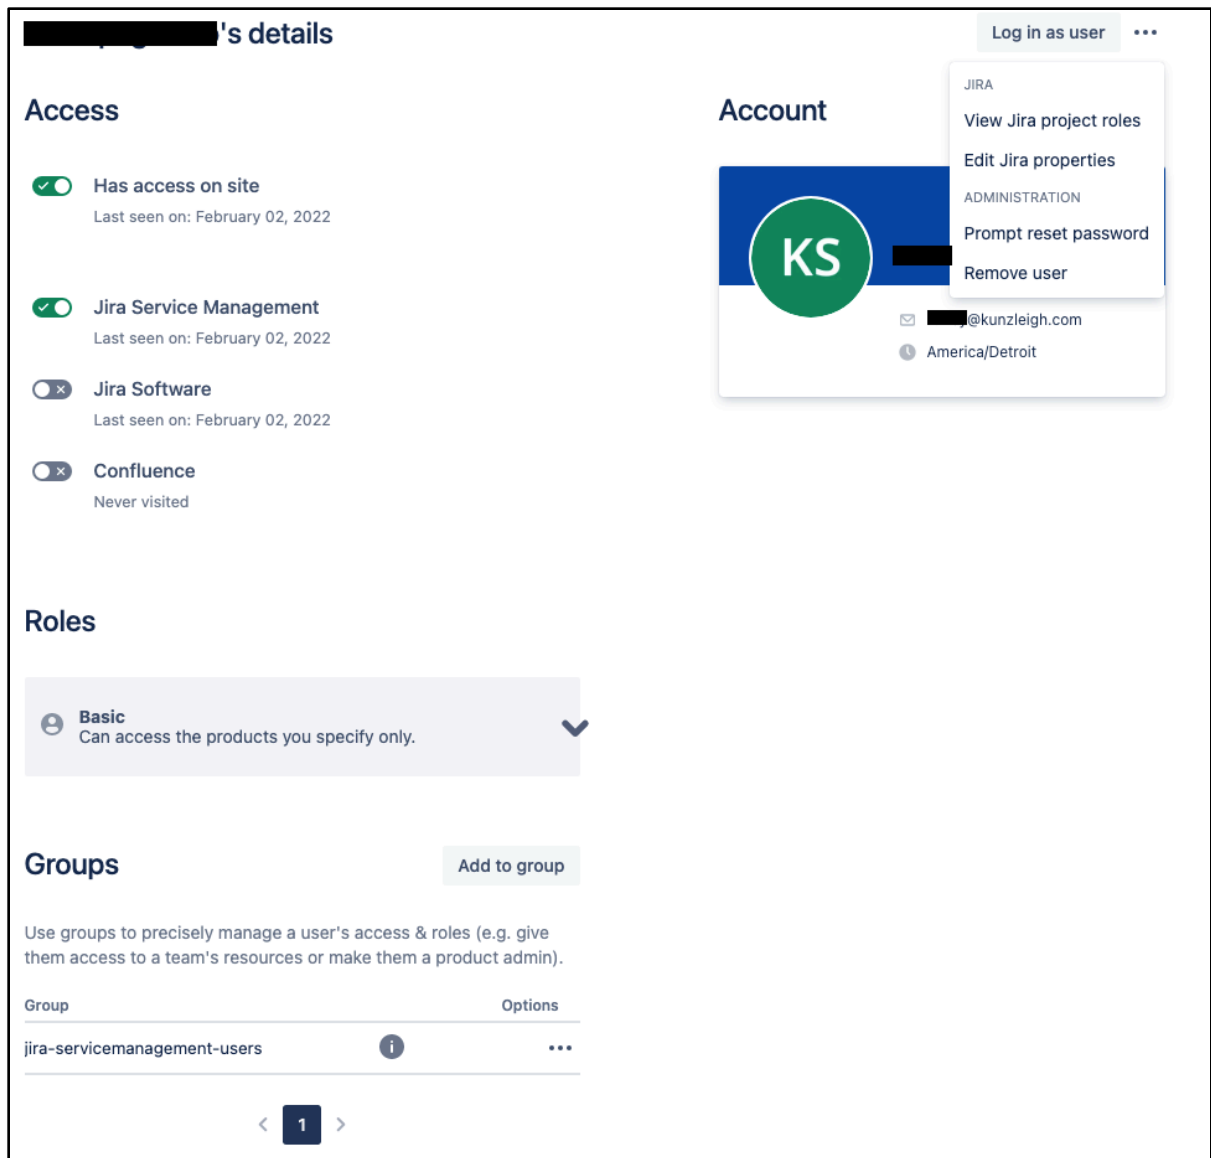 's details
Log in as user
Access
Has access on site
Last seen on: February 02, 2022
Jira Service Management
Last seen on: February 02, 2022
Jira Software
Last seen on: February 02, 2022
Confluence
Never visited
Account
JIRA
View Jira project roles
Edit Jira properties
ADMINISTRATION
Prompt reset password
Remove user
KS
@kunzleigh.com
America/Detroit
Roles
Basic
Can access the products you specify only.
Groups
Add to group
Use groups to precisely manage a user's access & roles (e.g. give
them access to a team's resources or make them a product admin).
Group Options
jira-servicemanagement-users
1